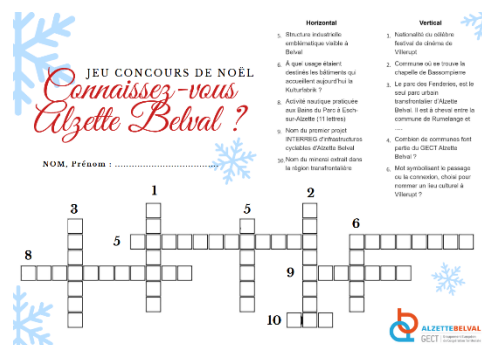 JEU CONCOURS DE NOËL
Connaissez-vous
Alzette Belval ?
NOM, Prénom : ....................................
Horizontal
5. Structure industrielle
emblématique visible à
Belval
6. A quel usage étaient
destinés les bâtiments qui
accueillent aujourd'hui la
Kulturfabrik ?
8. Activité nautique pratiquée
aux Bains du Parc à Esch-
sur-Alzette (11 lettres)
9. Nom du premier projet
INTERREG d'infrastructures
cyclables d'Alzette Belval
10. Nom du minerai extrait dans
la région transfrontalière
Vertical
1. Nationalité du célèbre
festival de cinéma de
Villerupt
2. Commune où se trouve la
chapelle de Bassompierre
3. Le parc des Fenderies, est le
seul parc urbain
transfrontalier d'Alzette
Belval. Il est à cheval entre la
commune de Rumelange et
....
4. Combien de communes font
partie du GECT Alzette
Belval ?
5. Mot symbolisant le passage
ou la connexion, choisi pour
nommer un lieu culturel à
Villerupt ?
1
2
3
5
6
5
8
9
10
ALZETTEBELVAL
GECT